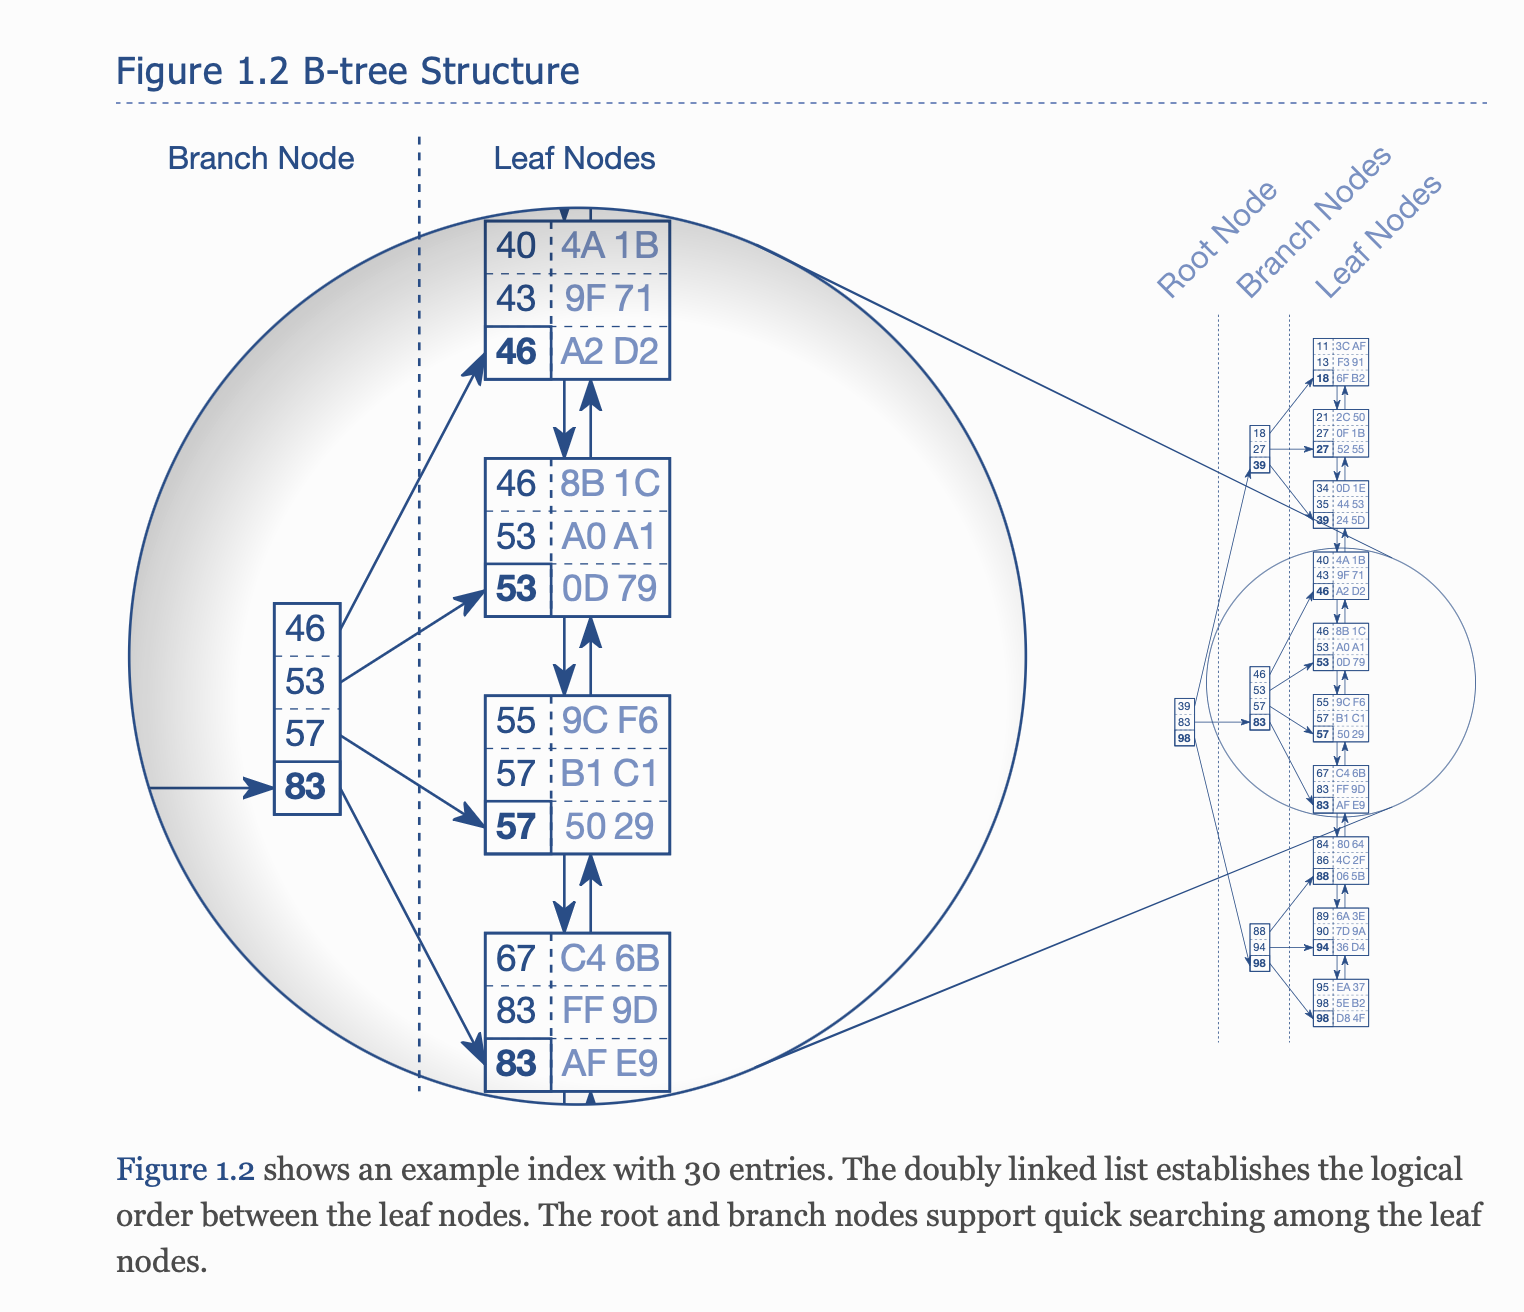 Figure 1.2 B-tree Structure
Branch Node
Leaf Nodes
40 4A 1B
43 9F 71
46 A2 D2
46 8B 1C
53 A0 A1
53 0D 79
55 9C F6
57 B1 C1
57 50 29
67 C4 6B
83 FF 9D
83 AF E9
46
53
57
83
Root Node
Branch Nodes
Leaf Nodes
39
83
98
18
27
39
46
53
57
83
88
94
98
11 3C AF
13 F3 91
18 6F B2
21 2C 50
27 0F 1B
27 52 55
34 0D 1E
35 44 53
39 24 5D
40 4A 1B
43 9F 71
46 A2 D2
46 8B 1C
53 A0 A1
53 0D 79
55 9C F6
57 B1 C1
57 50 29
67 C4 6B
83 FF 9D
83 AF E9
84 80 64
86 4C 2F
88 06 5B
89 6A 3E
90 7D 9A
94 36 D4
95 EA 37
98 5E B2
98 D8 4F
Figure 1.2 shows an example index with 30 entries. The doubly linked list establishes the logical
order between the leaf nodes. The root and branch nodes support quick searching among the leaf
nodes.